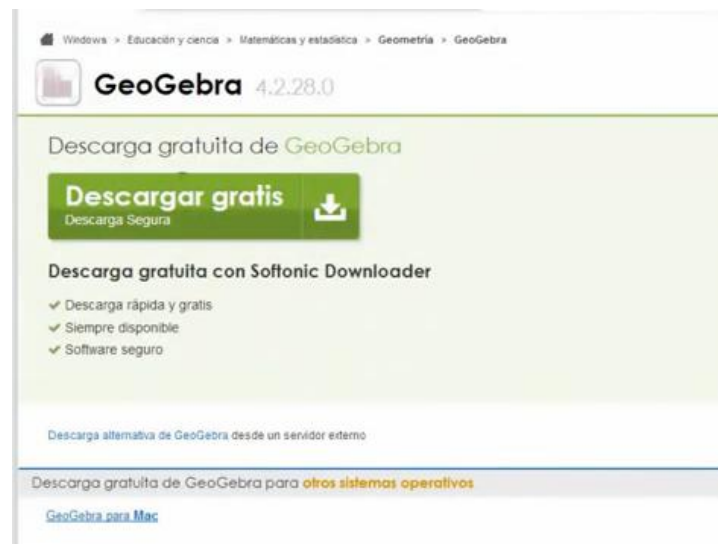 Windows > Educación y ciencia > Matemáticas y estadística > Geometría > GeoGebra
GeoGebra 4.2.28.0
Descarga gratuita de GeoGebra
Descargar gratis
Descarga Segura
Descarga gratuita con Softonic Downloader
Descarga rápida y gratis
Siempre disponible
Software seguro
Descarga alternativa de GeoGebra desde un servidor externo
Descarga gratuita de GeoGebra para otros sistemas operativos
GeoGebra para Mac